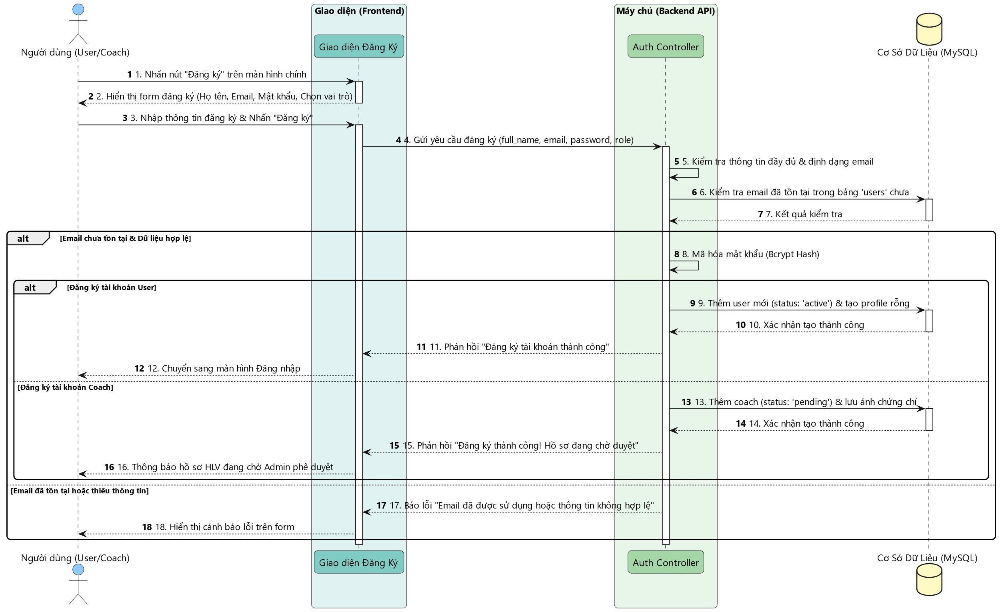 Giao diện (Frontend)
Máy chủ (Backend API)
Người dùng (User/Coach)
Giao diện Đăng Ký
Auth Controller
Cơ Sở Dữ Liệu (MySQL)
1 1. Nhấn nút "Đăng ký" trên màn hình chính
2 2. Hiển thị form đăng ký (Họ tên, Email, Mật khẩu, Chọn vai trò)
3 3. Nhập thông tin đăng ký & Nhấn "Đăng ký"
4 4. Gửi yêu cầu đăng ký (full_name, email, password, role)
5 5. Kiểm tra thông tin đầy đủ & định dạng email
6 6. Kiểm tra email đã tồn tại trong bảng 'users' chưa
7 7. Kết quả kiểm tra
alt [Email chưa tồn tại & Dữ liệu hợp lệ]
8 8. Mã hóa mật khẩu (Bcrypt Hash)
alt [Đăng ký tài khoản User]
9 9. Thêm user mới (status: 'active') & tạo profile rỗng
10 10. Xác nhận tạo thành công
11 11. Phản hồi "Đăng ký tài khoản thành công"
12 12. Chuyển sang màn hình Đăng nhập
[Đăng ký tài khoản Coach]
13 13. Thêm coach (status: 'pending') & lưu ảnh chứng chỉ
14 14. Xác nhận tạo thành công
15 15. Phản hồi "Đăng ký thành công! Hồ sơ đang chờ duyệt"
16 16. Thông báo hồ sơ HLV đang chờ Admin phê duyệt
[Email đã tồn tại hoặc thiếu thông tin]
17 17. Báo lỗi "Email đã được sử dụng hoặc thông tin không hợp lệ"
18 18. Hiển thị cảnh báo lỗi trên form
Người dùng (User/Coach)
Giao diện Đăng Ký
Auth Controller
Cơ Sở Dữ Liệu (MySQL)